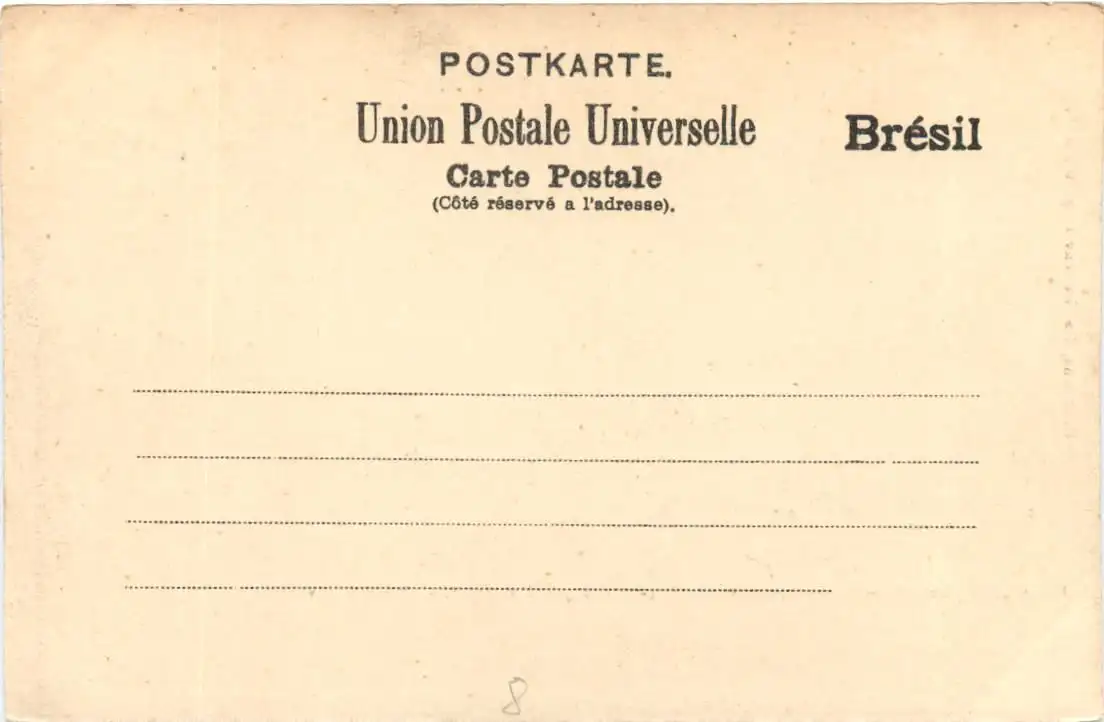 POSTKARTE.
Union Postale Universelle
Brésil
Carte Postale
(Côté réservé a l'adresse).
8